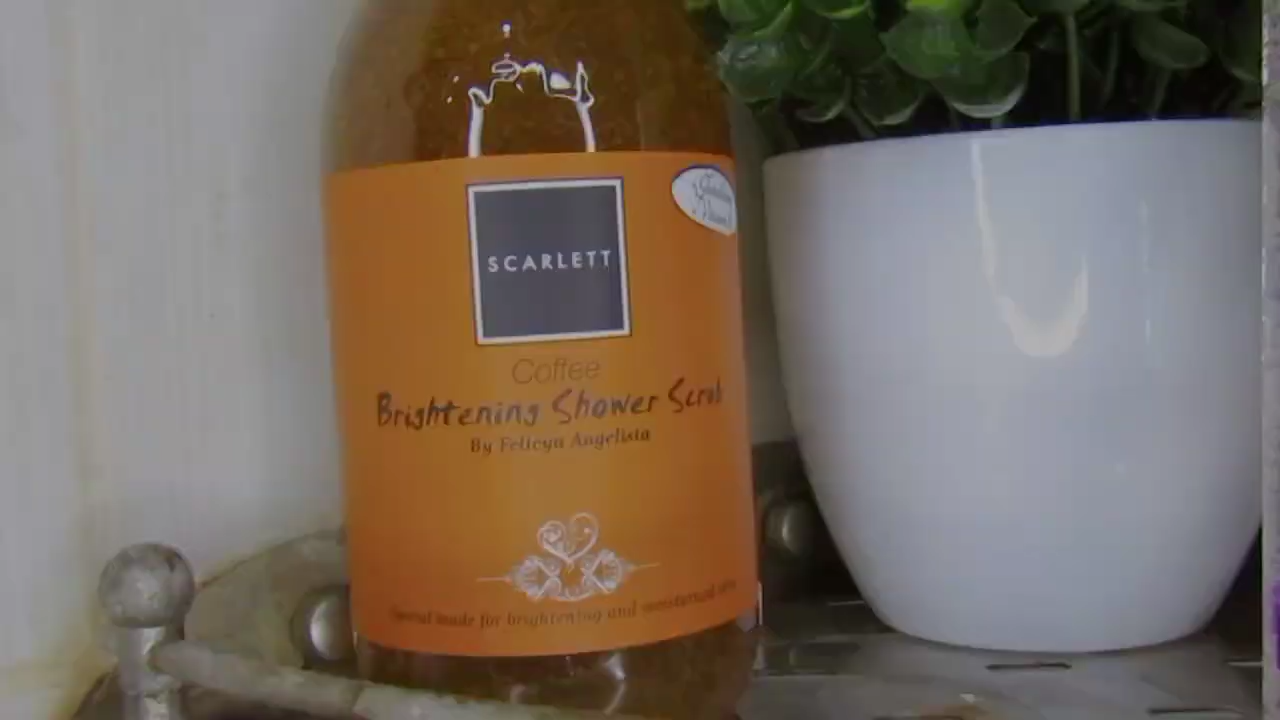 SCARLETT
Coffee
Brightening Shower Scrub
By Felicya Angelista
Special made for brightening and